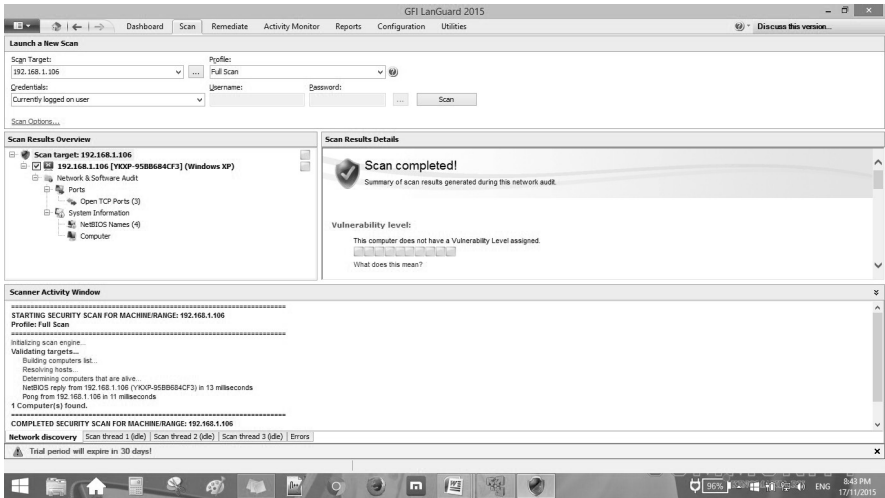 GFI LanGuard 2015
Dashboard Scan Remediate Activity Monitor Reports Configuration Utilities Discuss this version...
Launch a New Scan
Scan Target: Profile:
192.168.1.106 ... Full Scan
Credentials: Username: Password:
Currently logged on user ... Scan
Scan Options...
Scan Results Overview
Scan target: 192.168.1.106
192.168.1.106 [YKXP-95BB684CF3] (Windows XP)
Network & Software Audit
Ports
Open TCP Ports (3)
System Information
NetBIOS Names (4)
Computer
Scan Results Details
Scan completed!
Summary of scan results generated during this network audit.
Vulnerability level:
This computer does not have a Vulnerability Level assigned.
What does this mean?
Scanner Activity Window
STARTING SECURITY SCAN FOR MACHINE/RANGE: 192.168.1.106
Profile: Full Scan
Initializing scan engine...
Validating targets...
Building computers list...
Resolving hosts...
Determining computers that are alive...
NetBIOS reply from 192.168.1.106 (YKXP-95BB684CF3) in 13 milliseconds
Pong from 192.168.1.106 in 11 milliseconds
1 Computer(s) found.
COMPLETED SECURITY SCAN FOR MACHINE/RANGE: 192.168.1.106
Network discovery Scan thread 1 (idle) Scan thread 2 (idle) Scan thread 3 (idle) Errors
Trial period will expire in 30 days!
96% ENG 8:43 PM
17/11/2015